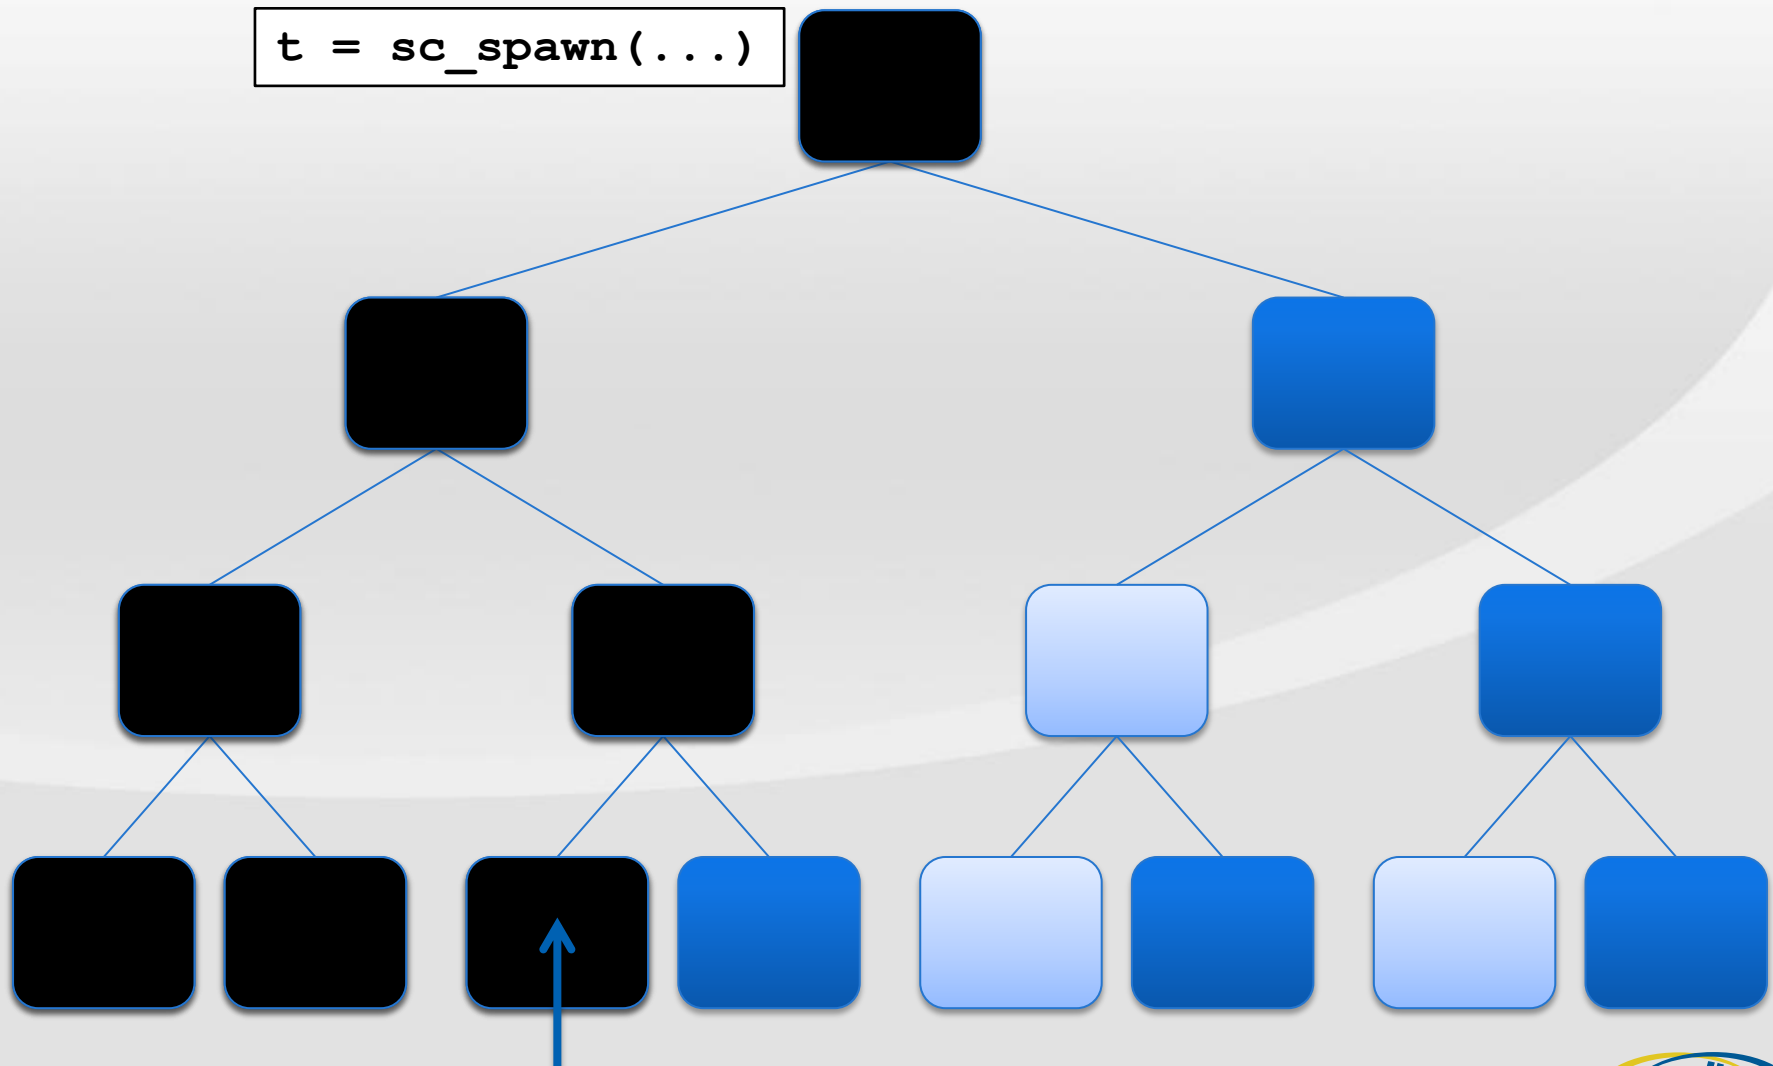 t = sc_spawn(...)